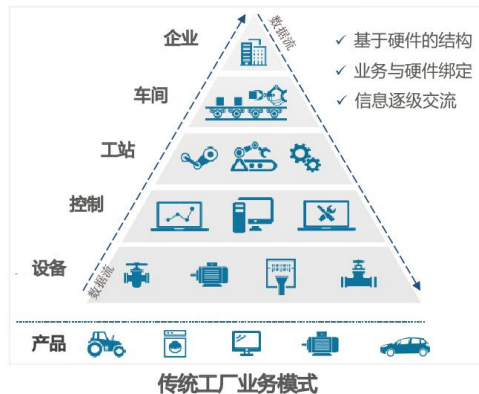 企业
数据流
✓ 基于硬件的结构
✓ 业务与硬件绑定
✓ 信息逐级交流
车间
工站
控制
设备
数据流
产品
传统工厂业务模式